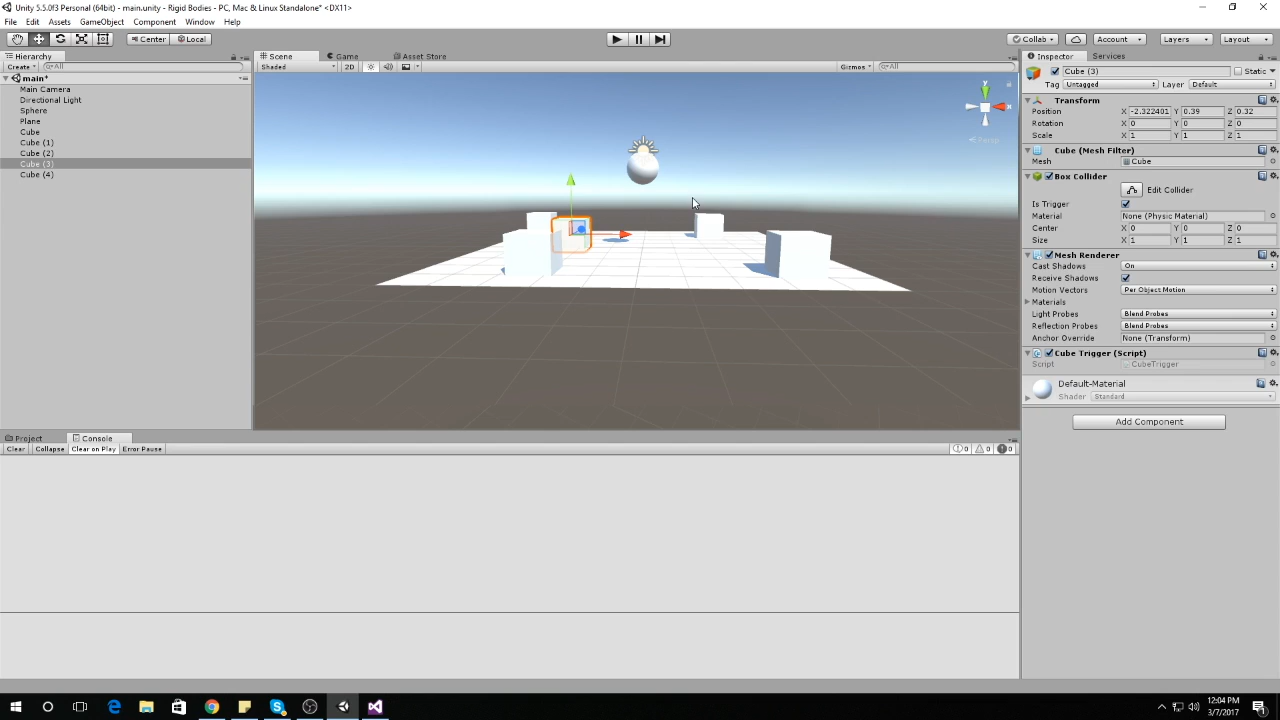 Unity 5.5.0f3 Personal (64bit) - main.unity - Rigid Bodies - PC, Mac & Linux Standalone* <DX11>
File Edit Assets GameObject Component Window Help
Center Local Collab Account Layers Layout
Hierarchy
Create All
main*
Main Camera
Directional Light
Sphere
Plane
Cube
Cube (1)
Cube (2)
Cube (3)
Cube (4)
Scene Game Asset Store
Shaded 2D Gizmos All
y
x
Persp
Inspector Services
Cube (3) Static
Tag Untagged Layer Default
Transform
Position X -2.322401 Y 0.39 Z 0.32
Rotation X 0 Y 0 Z 0
Scale X 1 Y 1 Z 1
Cube (Mesh Filter)
Mesh Cube
Box Collider
Edit Collider
Is Trigger
Material None (Physic Material)
Center X 0 Y 0 Z 0
Size X 1 Y 1 Z 1
Mesh Renderer
Cast Shadows On
Receive Shadows
Motion Vectors Per Object Motion
Materials
Light Probes Blend Probes
Reflection Probes Blend Probes
Anchor Override None (Transform)
Cube Trigger (Script)
Script CubeTrigger
Default-Material
Shader Standard
Add Component
Project Console
Clear Collapse Clear on Play Error Pause 0 0 0
12:04 PM
3/7/2017
1